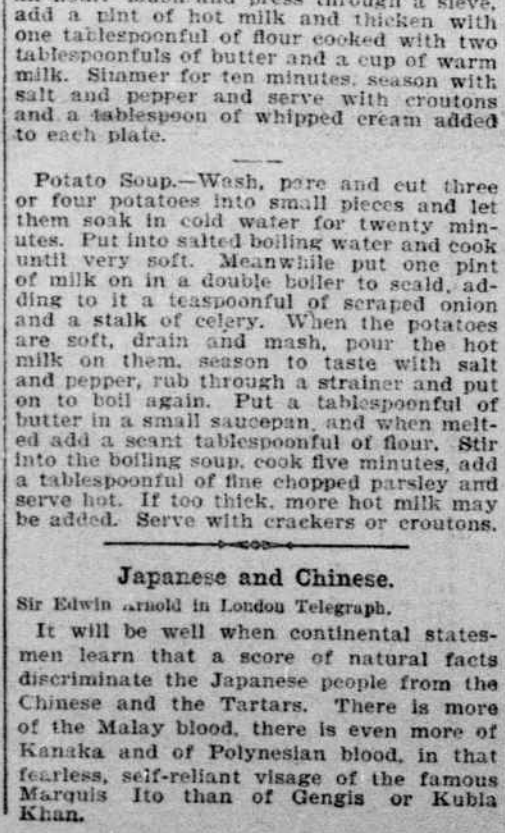 through a sieve,
add a pint of hot milk and thicken with
one tablespoonful of flour cooked with two
tablespoonfuls of butter and a cup of warm
milk. Simmer for ten minutes, season with
salt and pepper and serve with croutons
and a tablespoon of whipped cream added
to each plate.
Potato Soup.—Wash, pare and cut three
or four potatoes into small pieces and let
them soak in cold water for twenty min-
utes. Put into salted boiling water and cook
until very soft. Meanwhile put one pint
of milk on in a double boiler to scald, ad-
ding to it a teaspoonful of scraped onion
and a stalk of celery. When the potatoes
are soft, drain and mash, pour the hot
milk on them, season to taste with salt
and pepper, rub through a strainer and put
on to boil again. Put a tablespoonful of
butter in a small saucepan, and when melt-
ed add a scant tablespoonful of flour. Stir
into the boiling soup, cook five minutes, add
a tablespoonful of fine chopped parsley and
serve hot. If too thick, more hot milk may
be added. Serve with crackers or croutons.
Japanese and Chinese.
Sir Edwin Arnold in London Telegraph.
It will be well when continental states-
men learn that a score of natural facts
discriminate the Japanese people from the
Chinese and the Tartars. There is more
of the Malay blood, there is even more of
Kanaka and of Polynesian blood, in that
fearless, self-reliant visage of the famous
Marquis Ito than of Gengis or Kubla
Khan.